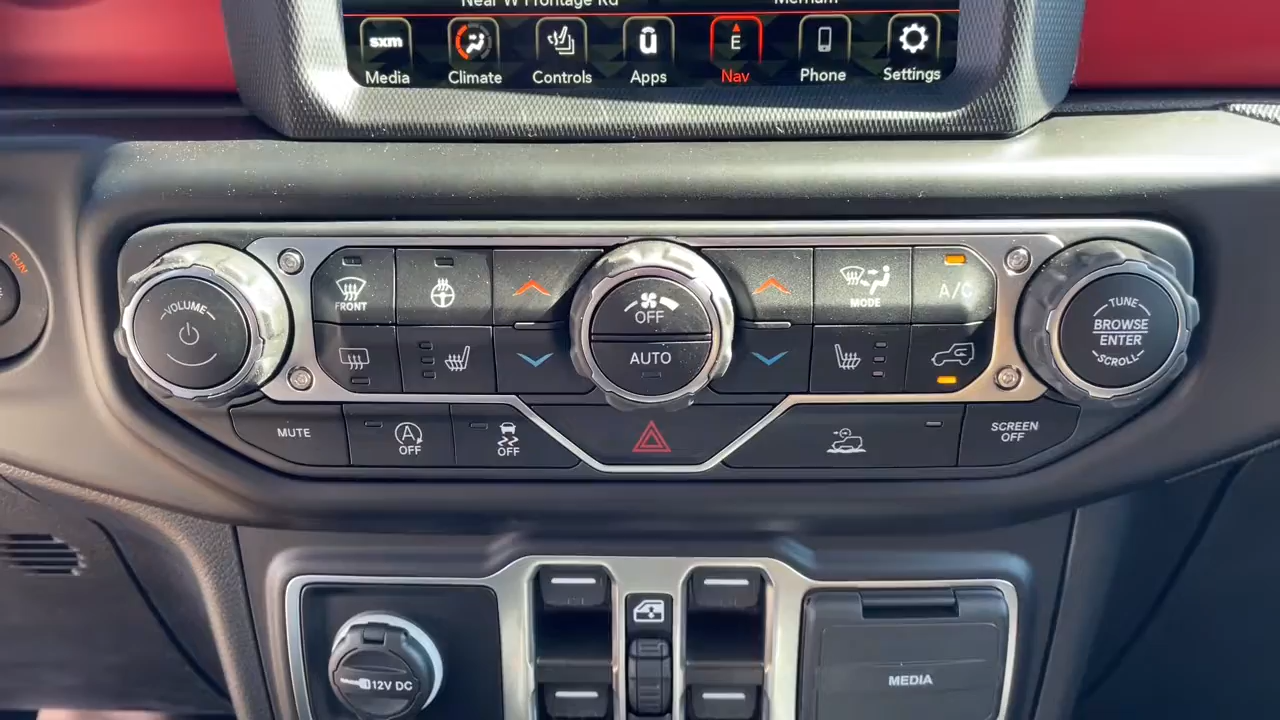 Near W Frontage Rd
Merriam
sxm
Media
Climate
Controls
u
Apps
E
Nav
Phone
Settings
RUN
VOLUME
FRONT
OFF
AUTO
MODE
A/C
TUNE
BROWSE
ENTER
SCROLL
MUTE
A
OFF
OFF
SCREEN
OFF
12V DC
MEDIA